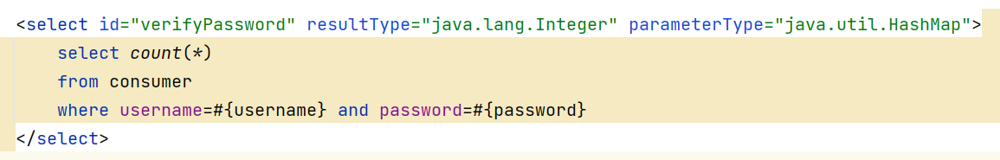 <select id="verifyPassword" resultType="java.lang.Integer" parameterType="java.util.HashMap">
select count(*)
from consumer
where username=#{username} and password=#{password}
</select>